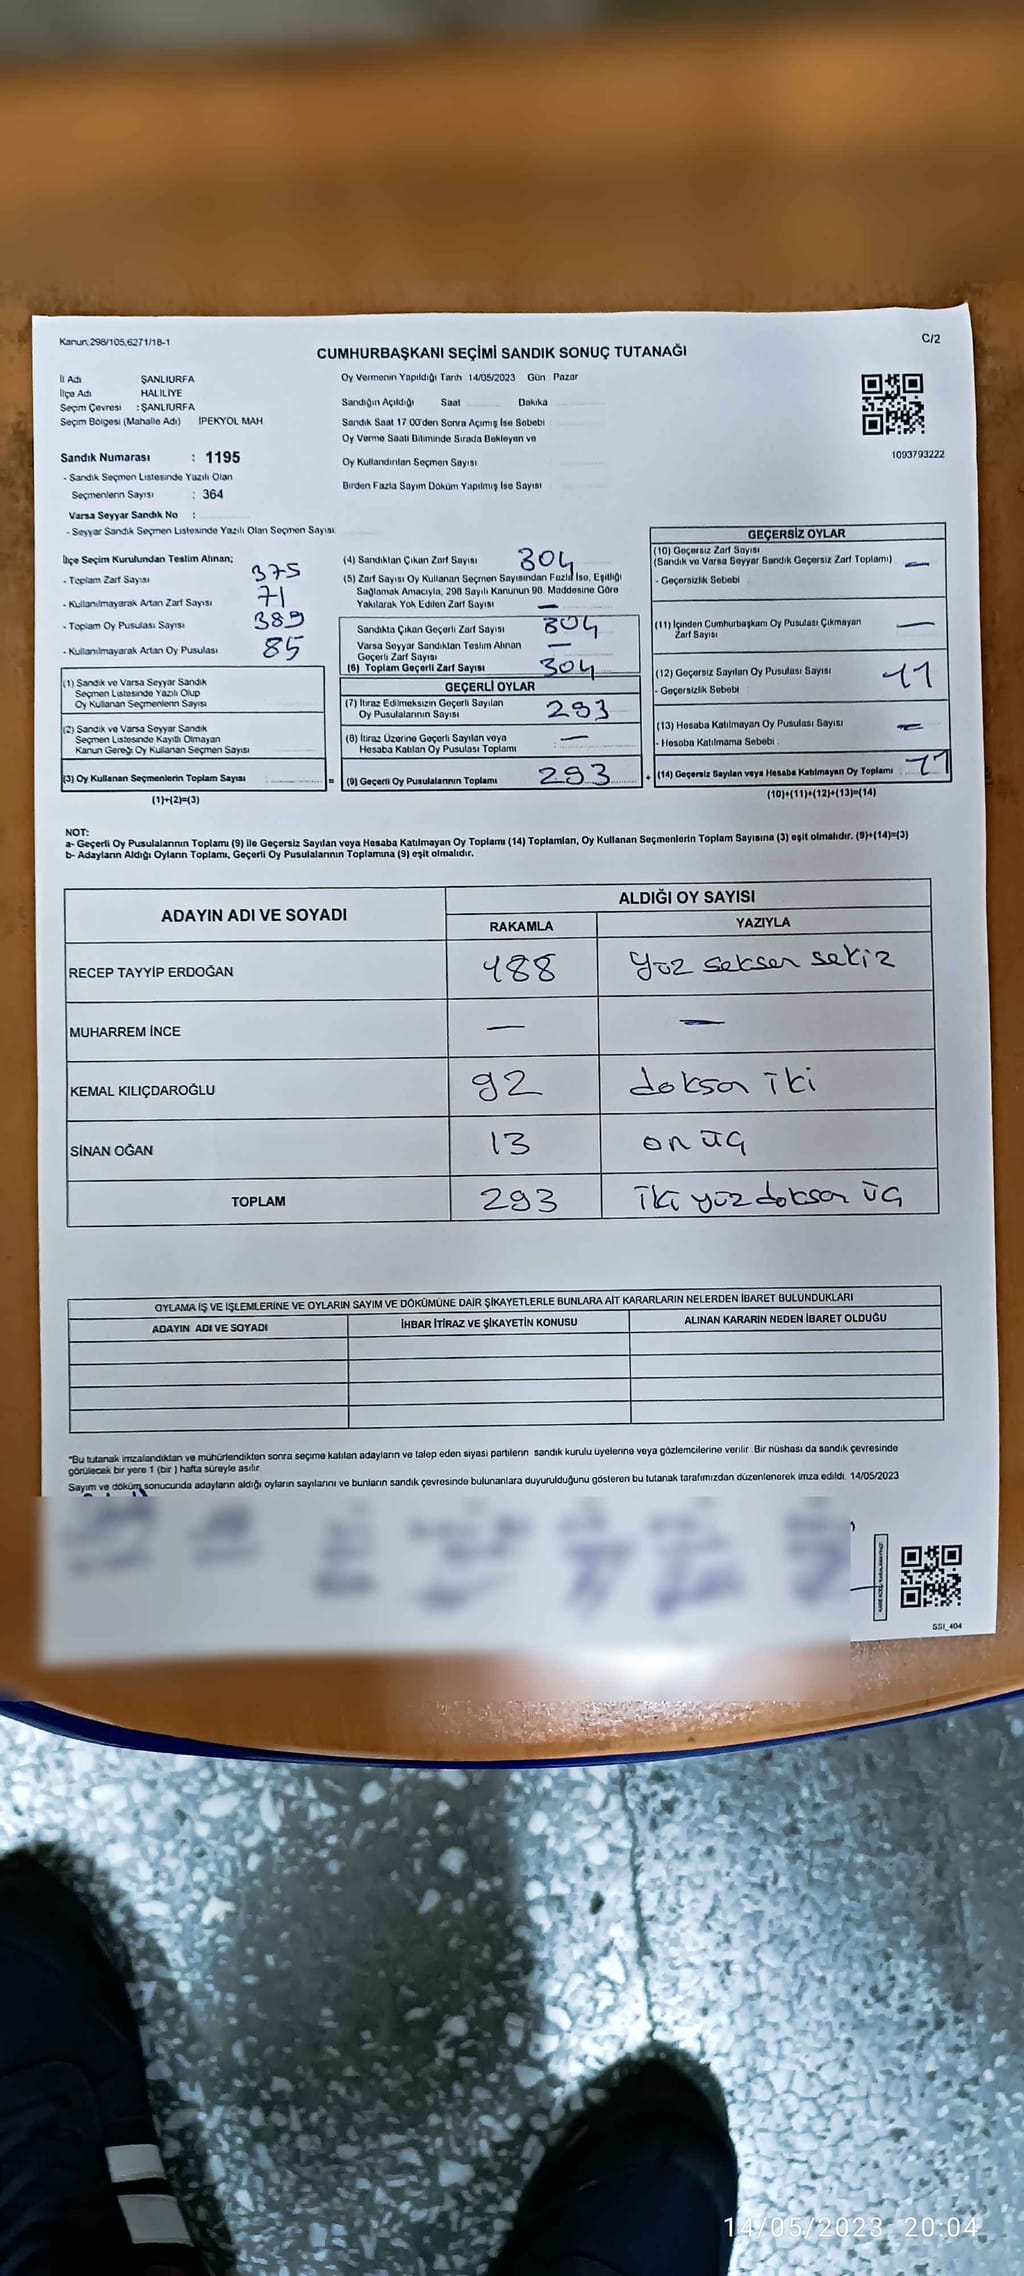 Kanun,298/105,6271/18-1
C/2
CUMHURBAŞKANI SEÇİMİ SANDIK SONUÇ TUTANAĞI
İl Adı ŞANLIURFA
İlçe Adı HALİLİYE
Seçim Çevresi : ŞANLIURFA
Seçim Bölgesi (Mahalle Adı) İPEKYOL MAH
Sandık Numarası : 1195
- Sandık Seçmen Listesinde Yazılı Olan
Seçmenlerin Sayısı : 364
Varsa Seyyar Sandık No :
- Seyyar Sandık Seçmen Listesinde Yazılı Olan Seçmen Sayısı
Oy Vermenin Yapıldığı Tarih 14/05/2023 Gün : Pazar
Sandığın Açıldığı Saat Dakika
Sandık Saat 17.00'den Sonra Açımış İse Sebebi
Oy Verme Saati Bitiminde Sırada Bekleyen ve
Oy Kullandırılan Seçmen Sayısı
Birden Fazla Sayım Döküm Yapılmış İse Sayısı
1093793222
İlçe Seçim Kurulundan Teslim Alınan;
- Toplam Zarf Sayısı 375
- Kullanılmayarak Artan Zarf Sayısı 71
- Toplam Oy Pusulası Sayısı 389
- Kullanılmayarak Artan Oy Pusulası 85
(1) Sandık ve Varsa Seyyar Sandık
Seçmen Listesinde Yazılı Olup
Oy Kullanan Seçmenlerin Sayısı
(2) Sandık ve Varsa Seyyar Sandık
Seçmen Listesinde Kayıtlı Olmayan
Kanun Gereği Oy Kullanan Seçmen Sayısı
(3) Oy Kullanan Seçmenlerin Toplam Sayısı : =
(1)+(2)=(3)
(4) Sandıktan Çıkan Zarf Sayısı 304
(5) Zarf Sayısı Oy Kullanan Seçmen Sayısından Fazla İse, Eşitliği
Sağlamak Amacıyla, 298 Sayılı Kanunun 98. Maddesine Göre
Yakılarak Yok Edilen Zarf Sayısı —
Sandıkta Çıkan Geçerli Zarf Sayısı 304
Varsa Seyyar Sandıktan Teslim Alınan —
Geçerli Zarf Sayısı
(6) Toplam Geçerli Zarf Sayısı 304
GEÇERLİ OYLAR
(7) İtiraz Edilmeksizin Geçerli Sayılan
Oy Pusulalarının Sayısı 293
(8) İtiraz Üzerine Geçerli Sayılan veya
Hesaba Katılan Oy Pusulası Toplamı —
(9) Geçerli Oy Pusulalarının Toplamı 293 +
GEÇERSİZ OYLAR
(10) Geçersiz Zarf Sayısı
(Sandık ve Varsa Seyyar Sandık Geçersiz Zarf Toplamı) —
- Geçersizlik Sebebi :
(11) İçinden Cumhurbaşkanı Oy Pusulası Çıkmayan
Zarf Sayısı —
(12) Geçersiz Sayılan Oy Pusulası Sayısı 11
- Geçersizlik Sebebi :
(13) Hesaba Katılmayan Oy Pusulası Sayısı —
- Hesaba Katılmama Sebebi :
(14) Geçersiz Sayılan veya Hesaba Katılmayan Oy Toplamı : 11
(10)+(11)+(12)+(13)=(14)
NOT:
a- Geçerli Oy Pusulalarının Toplamı (9) ile Geçersiz Sayılan veya Hesaba Katılmayan Oy Toplamı (14) Toplamları, Oy Kullanan Seçmenlerin Toplam Sayısına (3) eşit olmalıdır. (9)+(14)=(3)
b- Adayların Aldığı Oyların Toplamı, Geçerli Oy Pusulalarının Toplamına (9) eşit olmalıdır.
ADAYIN ADI VE SOYADI ALDIĞI OY SAYISI
RAKAMLA YAZIYLA
RECEP TAYYİP ERDOĞAN 188 yüz seksen sekiz
MUHARREM İNCE — —
KEMAL KILIÇDAROĞLU 92 doksan iki
SİNAN OĞAN 13 on üç
TOPLAM 293 iki yüz doksan üç
OYLAMA İŞ VE İŞLEMLERİNE VE OYLARIN SAYIM VE DÖKÜMÜNE DAİR ŞİKAYETLERLE BUNLARA AİT KARARLARIN NELERDEN İBARET BULUNDUKLARI
ADAYIN ADI VE SOYADI İHBAR İTİRAZ VE ŞİKAYETİN KONUSU ALINAN KARARIN NEDEN İBARET OLDUĞU
"Bu tutanak imzalandıktan ve mühürlendikten sonra seçime katılan adayların ve talep eden siyasi partilerin sandık kurulu üyelerine veya gözlemcilerine verilir. Bir nüshası da sandık çevresinde
görülecek bir yere 1 (bir) hafta süreyle asılır.
Sayım ve döküm sonucunda adayların aldığı oyların sayılarını ve bunların sandık çevresinde bulunanlara duyurulduğunu gösteren bu tutanak tarafımızdan düzenlenerek imza edildi. 14/05/2023
SSI_404
14/05/2023 20:04